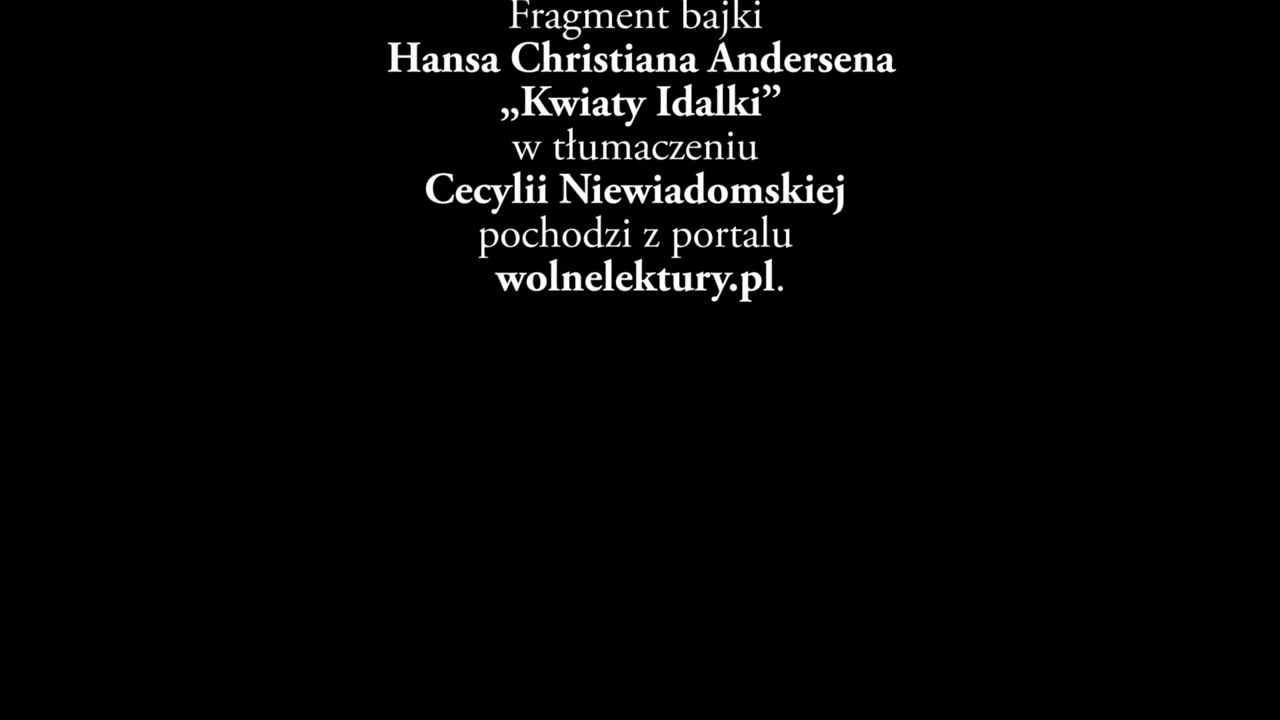 Fragment bajki
Hansa Christiana Andersena
„Kwiaty Idalki”
w tłumaczeniu
Cecylii Niewiadomskiej
pochodzi z portalu
wolnelektury.pl.